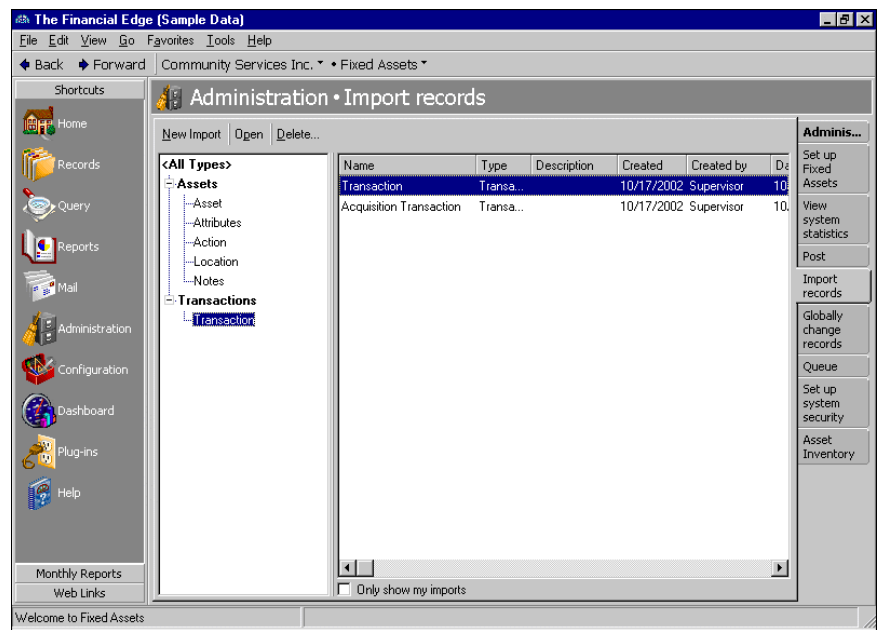 The Financial Edge (Sample Data)
File Edit View Go Favorites Tools Help
Back Forward Community Services Inc. • Fixed Assets
Shortcuts
Home
Records
Query
Reports
Mail
Administration
Configuration
Dashboard
Plug-ins
Help
Monthly Reports
Web Links
Administration • Import records
New Import Open Delete...
<All Types>
Assets
Asset
Attributes
Action
Location
Notes
Transactions
Transaction
Name Type Description Created Created by Da
Transaction Transa... 10/17/2002 Supervisor 10
Acquisition Transaction Transa... 10/17/2002 Supervisor 10.
Only show my imports
Adminis...
Set up
Fixed
Assets
View
system
statistics
Post
Import
records
Globally
change
records
Queue
Set up
system
security
Asset
Inventory
Welcome to Fixed Assets